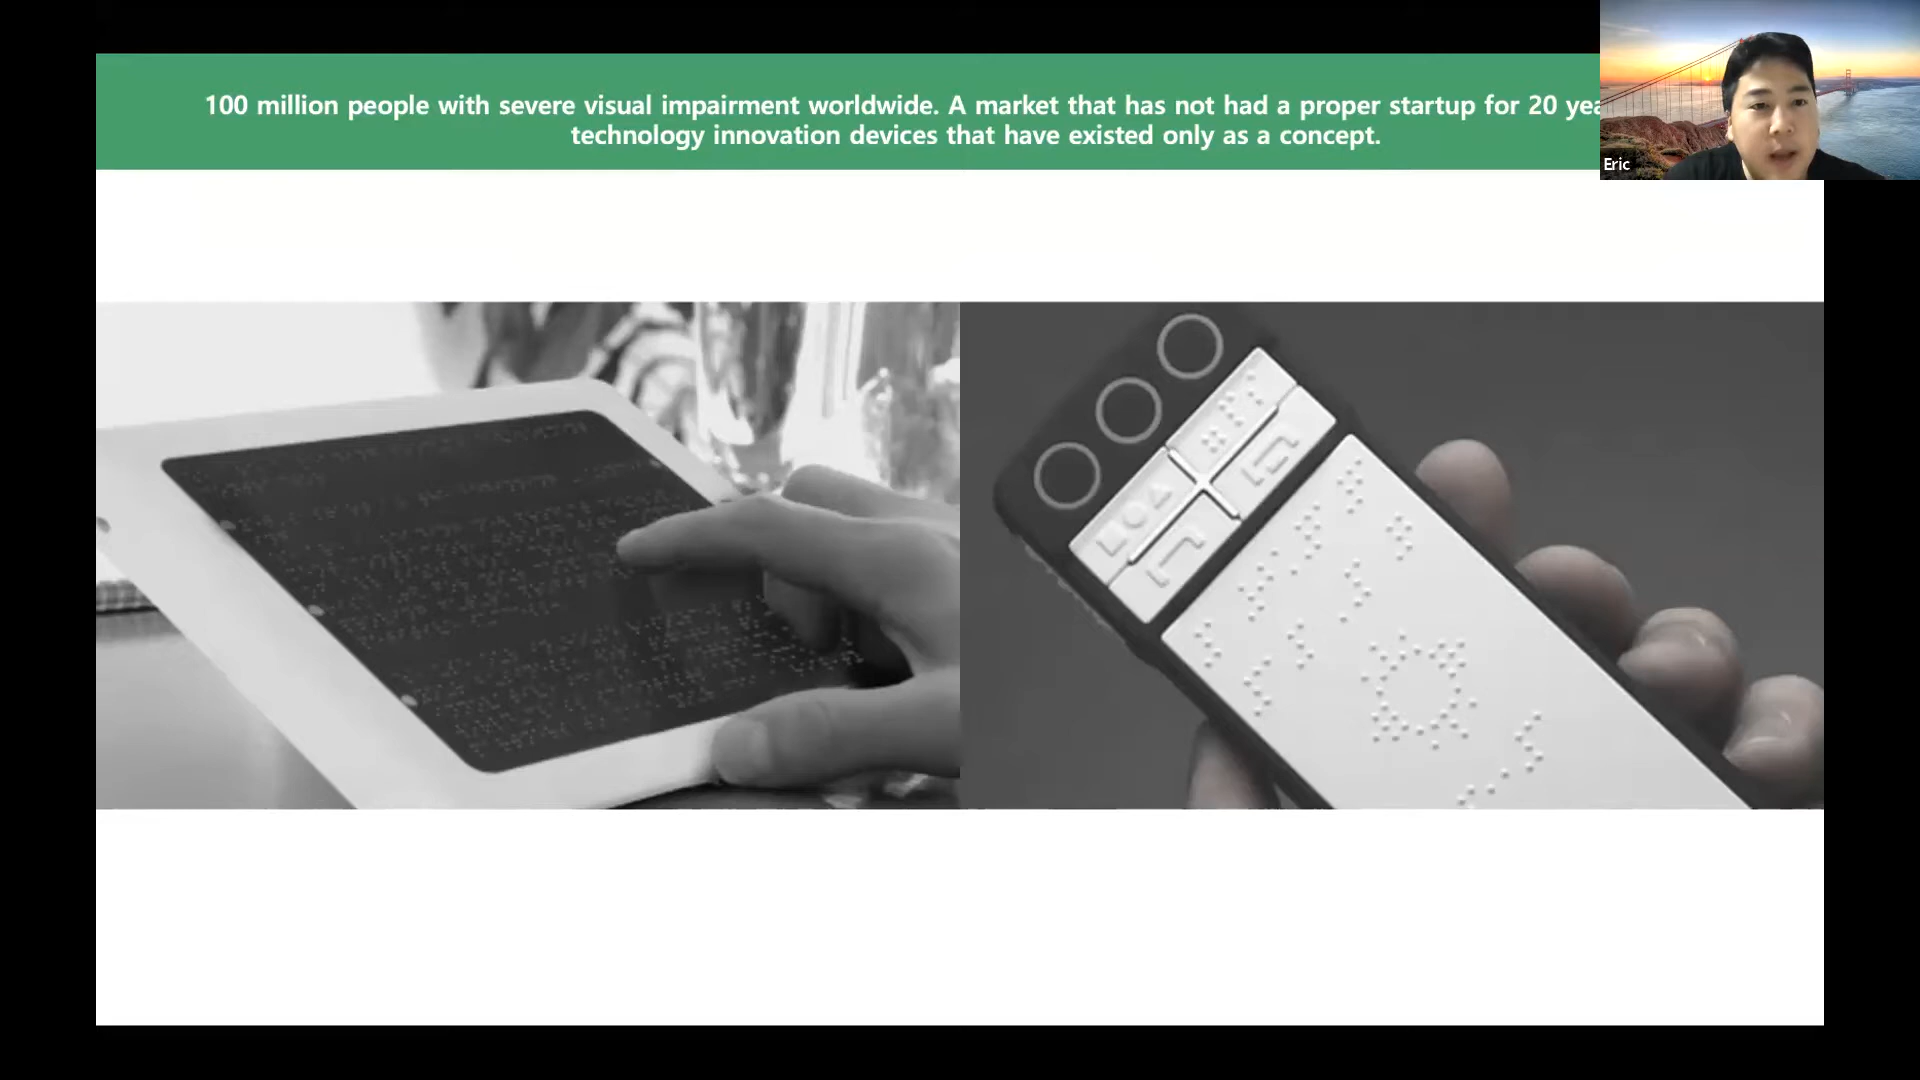 100 million people with severe visual impairment worldwide. A market that has not had a proper startup for 20
technology innovation devices that have existed only as a concept.
Eric